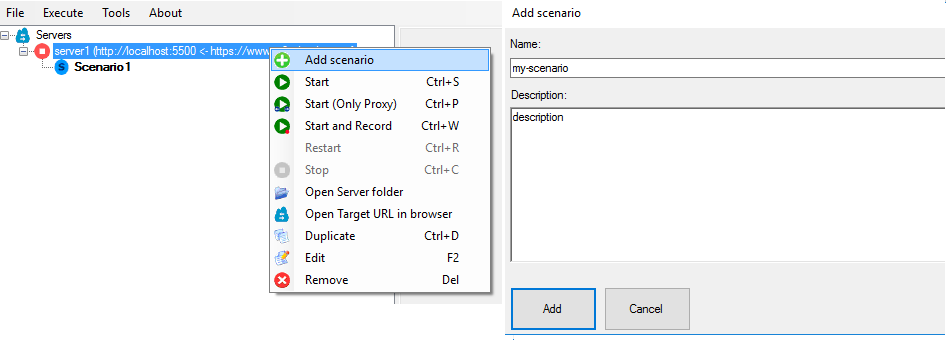 File Execute Tools About
Servers
server1 (http://localhost:5500 <- https://www.
Scenario1
Add scenario
Start Ctrl+S
Start (Only Proxy) Ctrl+P
Start and Record Ctrl+W
Restart Ctrl+R
Stop Ctrl+C
Open Server folder
Open Target URL in browser
Duplicate Ctrl+D
Edit F2
Remove Del
Add scenario
Name:
my-scenario
Description:
description
Add Cancel